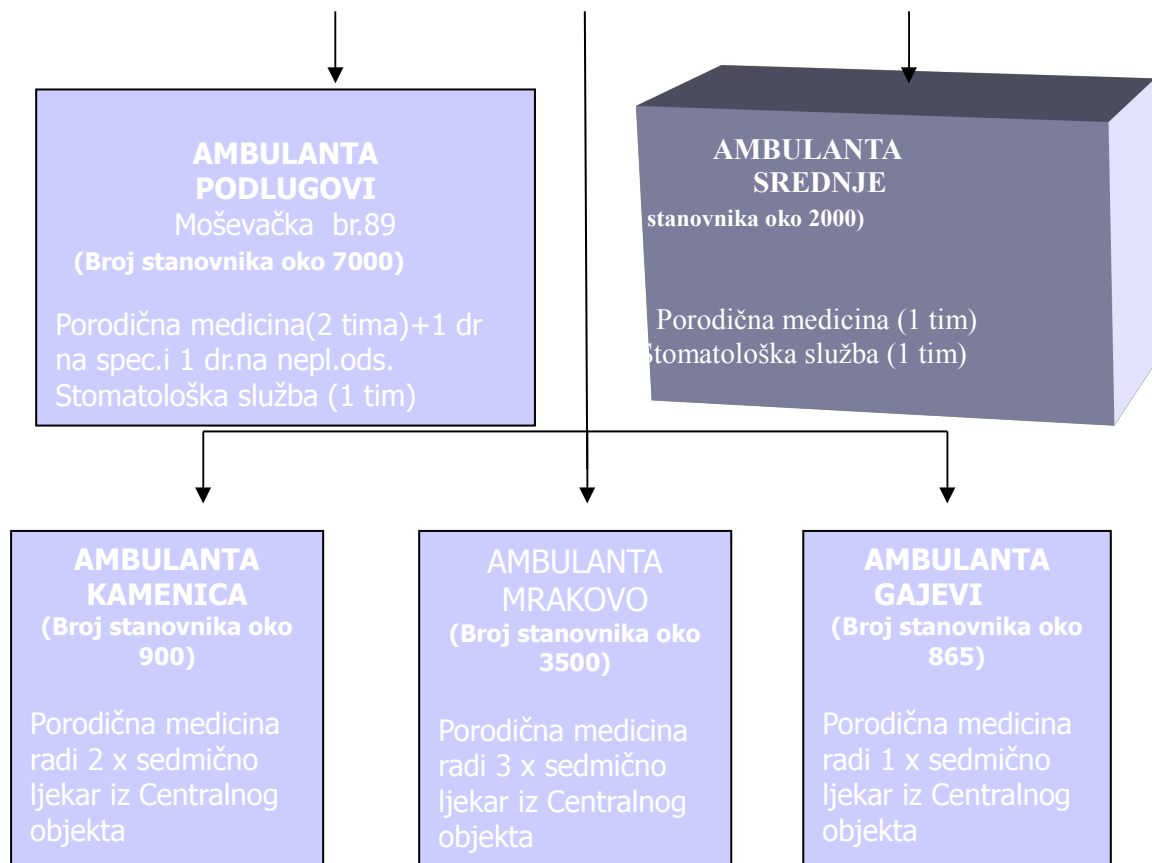 AMBULANTA
PODLUGOVI
Moševačka br.89
(Broj stanovnika oko 7000)
Porodična medicina(2 tima)+1 dr
na spec.i 1 dr.na nepl.ods.
Stomatološka služba (1 tim)
AMBULANTA
SREDNJE
stanovnika oko 2000)
Porodična medicina (1 tim)
Stomatološka služba (1 tim)
AMBULANTA
KAMENICA
(Broj stanovnika oko
900)
Porodična medicina
radi 2 x sedmično
ljekar iz Centralnog
objekta
AMBULANTA
MRAKOVO
(Broj stanovnika oko
3500)
Porodična medicina
radi 3 x sedmično
ljekar iz Centralnog
objekta
AMBULANTA
GAJEVI
(Broj stanovnika oko
865)
Porodična medicina
radi 1 x sedmično
ljekar iz Centralnog
objekta